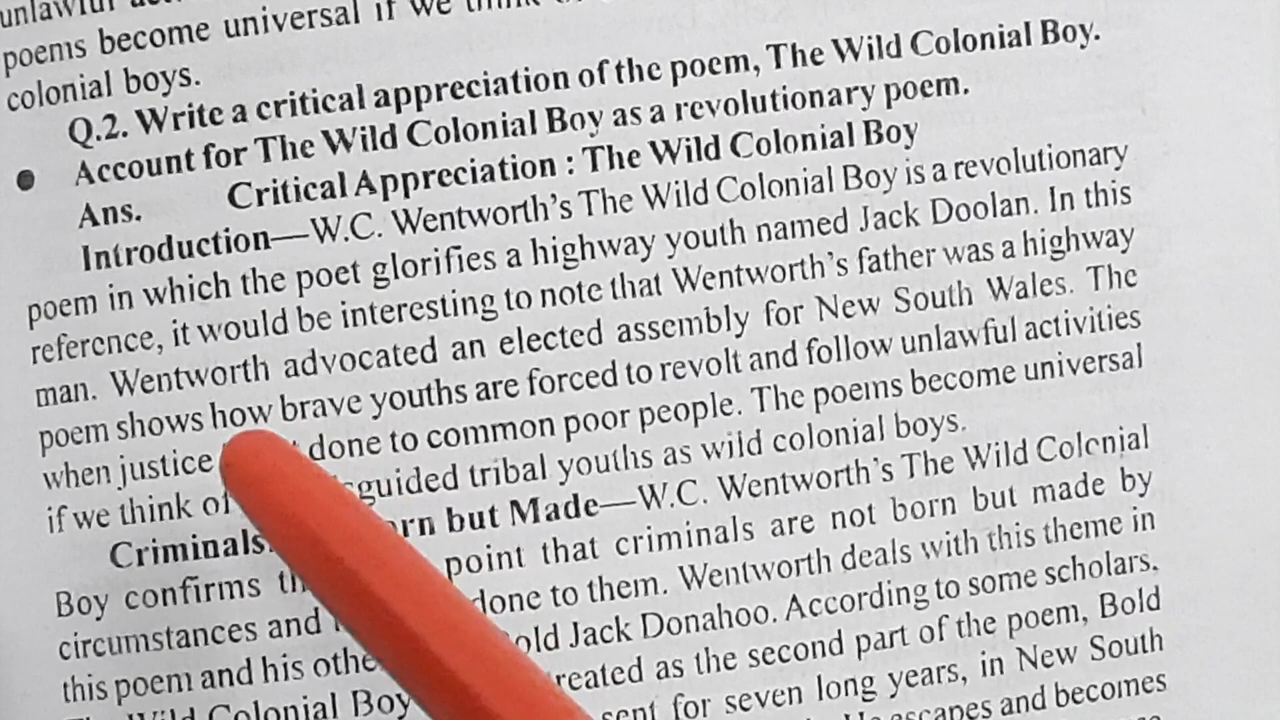 poems become universal if we think
colonial boys.
Q.2. Write a critical appreciation of the poem, The Wild Colonial Boy.
Account for The Wild Colonial Boy as a revolutionary poem.
Ans. Critical Appreciation : The Wild Colonial Boy
Introduction—W.C. Wentworth's The Wild Colonial Boy is a revolutionary
poem in which the poet glorifies a highway youth named Jack Doolan. In this
reference, it would be interesting to note that Wentworth's father was a highway
man. Wentworth advocated an elected assembly for New South Wales. The
poem shows how brave youths are forced to revolt and follow unlawful activities
when justice done to common poor people. The poems become universal
if we think of guided tribal youths as wild colonial boys.
Criminals but Made—W.C. Wentworth's The Wild Colonial
Boy confirms point that criminals are not born but made by
circumstances and done to them. Wentworth deals with this theme in
this poem and his Jack Donahoo. According to some scholars,
Wild Colonial Boy as the second part of the poem, Bold
sent for seven long years, in New South
He escapes and becomes